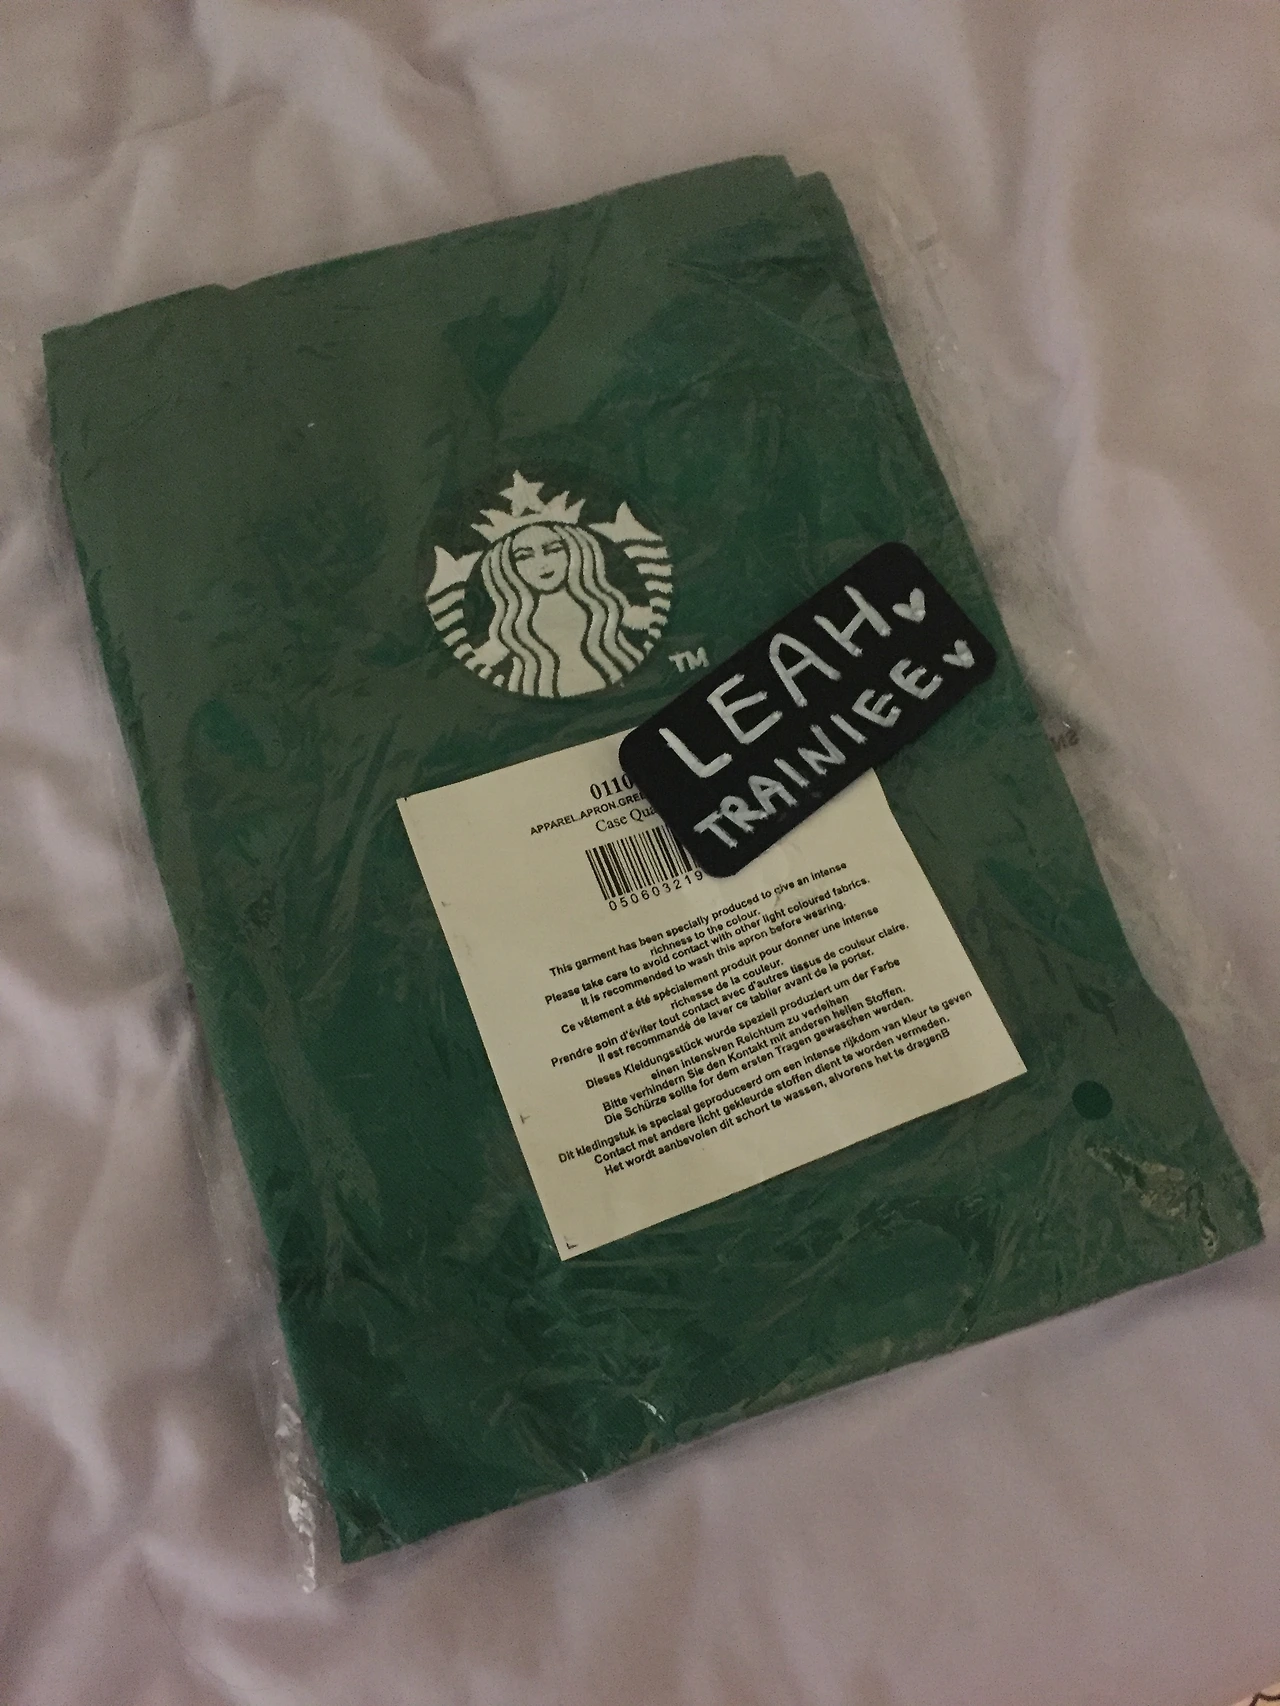 TM
LEAH
TRAINIEE
0110
APPAREL.APRON.GREE
Case Qua
050603219
This garment has been specially produced to give an intense
richness to the colour.
Please take care to avoid contact with other light coloured fabrics.
It is recommended to wash this apron before wearing.
Ce vêtement a été spécialement produit pour donner une intense
richesse de la couleur.
Prendre soin d'éviter tout contact avec d'autres tissus de couleur claire.
Il est recommandé de laver ce tablier avant de le porter.
Dieses Kleidungsstück wurde speziell produziert um der Farbe
einen intensiven Reichtum zu verleihen
Bitte verhindern Sie den Kontakt mit anderen hellen Stoffen.
Die Schürze sollte for dem ersten Tragen gewaschen werden.
Dit kledingstuk is speciaal geproduceerd om een intense rijkdom van kleur te geven
Contact met andere licht gekleurde stoffen dient te worden vermeden.
Het wordt aanbevolen dit schort te wassen, alvorens het te dragenB